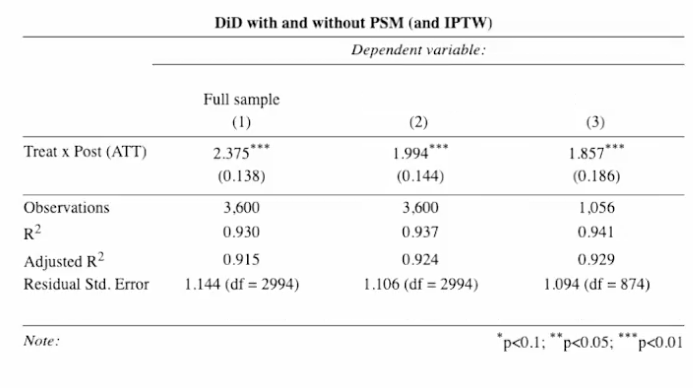 DiD with and without PSM (and IPTW)
Dependent variable:
Full sample
(1) (2) (3)
Treat x Post (ATT) 2.375*** 1.994*** 1.857***
(0.138) (0.144) (0.186)
Observations 3,600 3,600 1,056
R2 0.930 0.937 0.941
Adjusted R2 0.915 0.924 0.929
Residual Std. Error 1.144 (df = 2994) 1.106 (df = 2994) 1.094 (df = 874)
Note: *p<0.1; **p<0.05; ***p<0.01